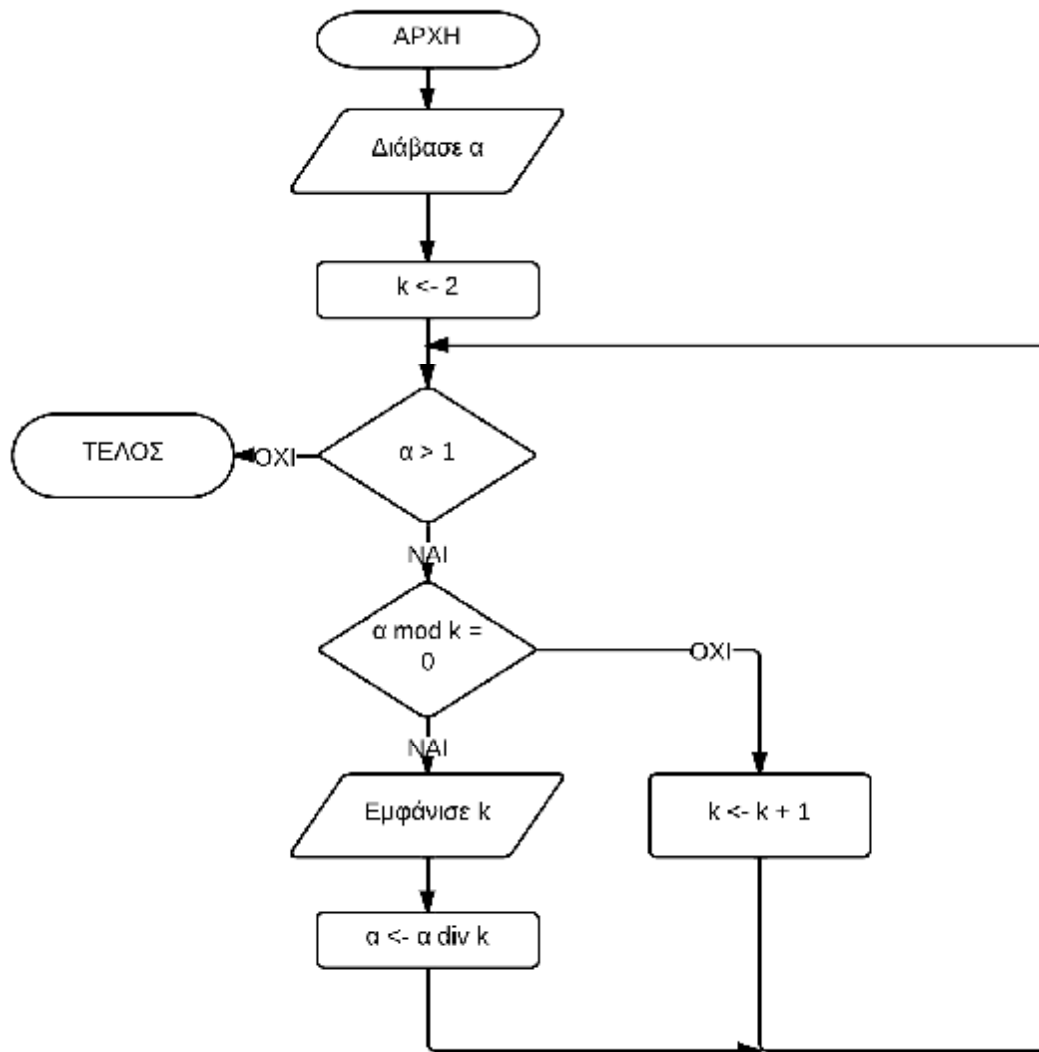 ΑΡΧΗ
Διάβασε α
k <- 2
α > 1
ΟΧΙ
ΤΕΛΟΣ
ΝΑΙ
α mod k =
0
ΟΧΙ
ΝΑΙ
Εμφάνισε k
k <- k + 1
α <- α div k